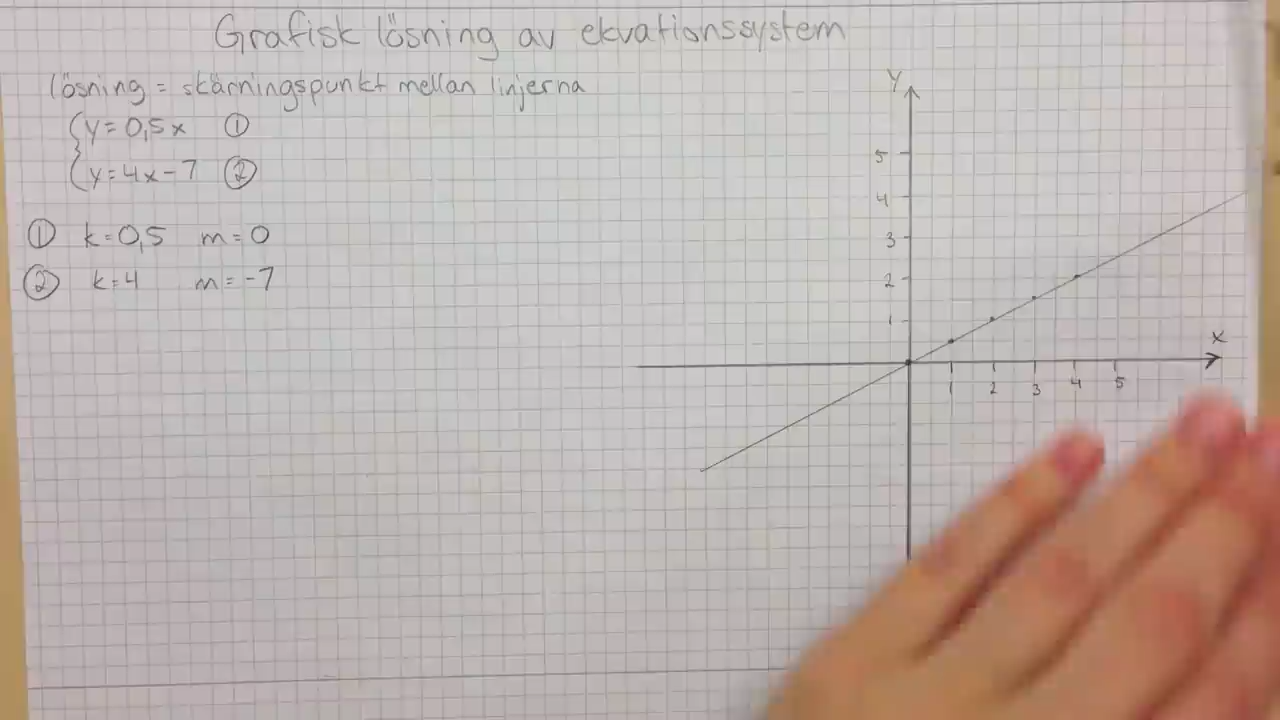 Grafisk lösning av ekvationssystem
lösning = skärningspunkt mellan linjerna
y = 0,5x ①
y = 4x - 7 ②
① k = 0,5 m = 0
② k = 4 m = -7
y
5
4
3
2
1
x
1 2 3 4 5